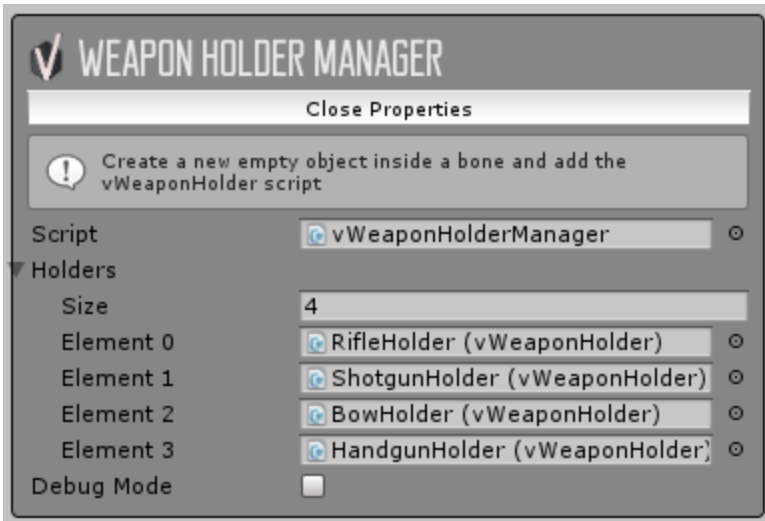 WEAPON HOLDER MANAGER
Close Properties
Create a new empty object inside a bone and add the
vWeaponHolder script
Script vWeaponHolderManager
Holders
Size 4
Element 0 RifleHolder (vWeaponHolder)
Element 1 ShotgunHolder (vWeaponHolder)
Element 2 BowHolder (vWeaponHolder)
Element 3 HandgunHolder (vWeaponHolder)
Debug Mode